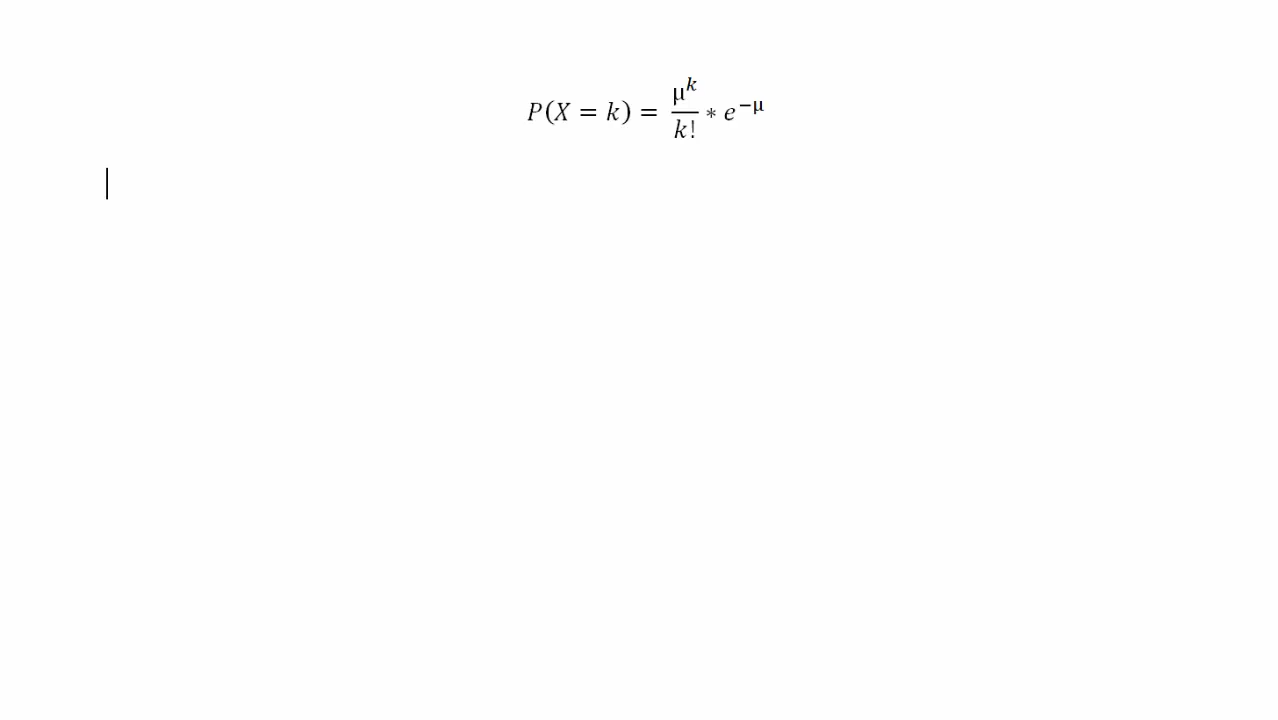 P(X = k) = μ^k / k! * e^−μ